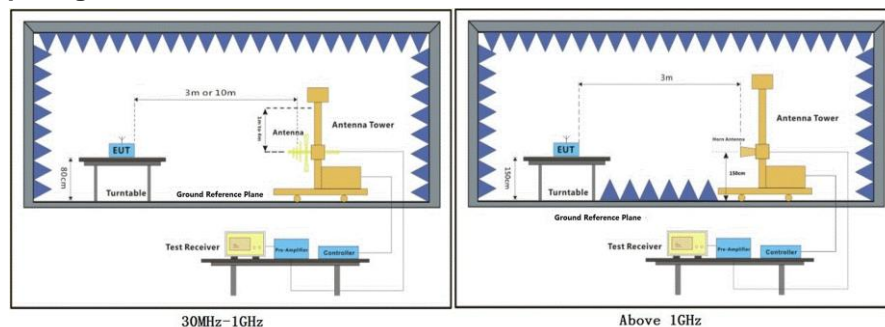 3m or 10m
1m to 4m
Antenna
Antenna Tower
EUT
80cm
Turntable
Ground Reference Plane
Test Receiver
Pre-Amplifier
Controller
30MHz-1GHz
3m
Antenna Tower
Horn Antenna
EUT
150cm
150cm
Turntable
Ground Reference Plane
Test Receiver
Pre-Amplifier
Controller
Above 1GHz